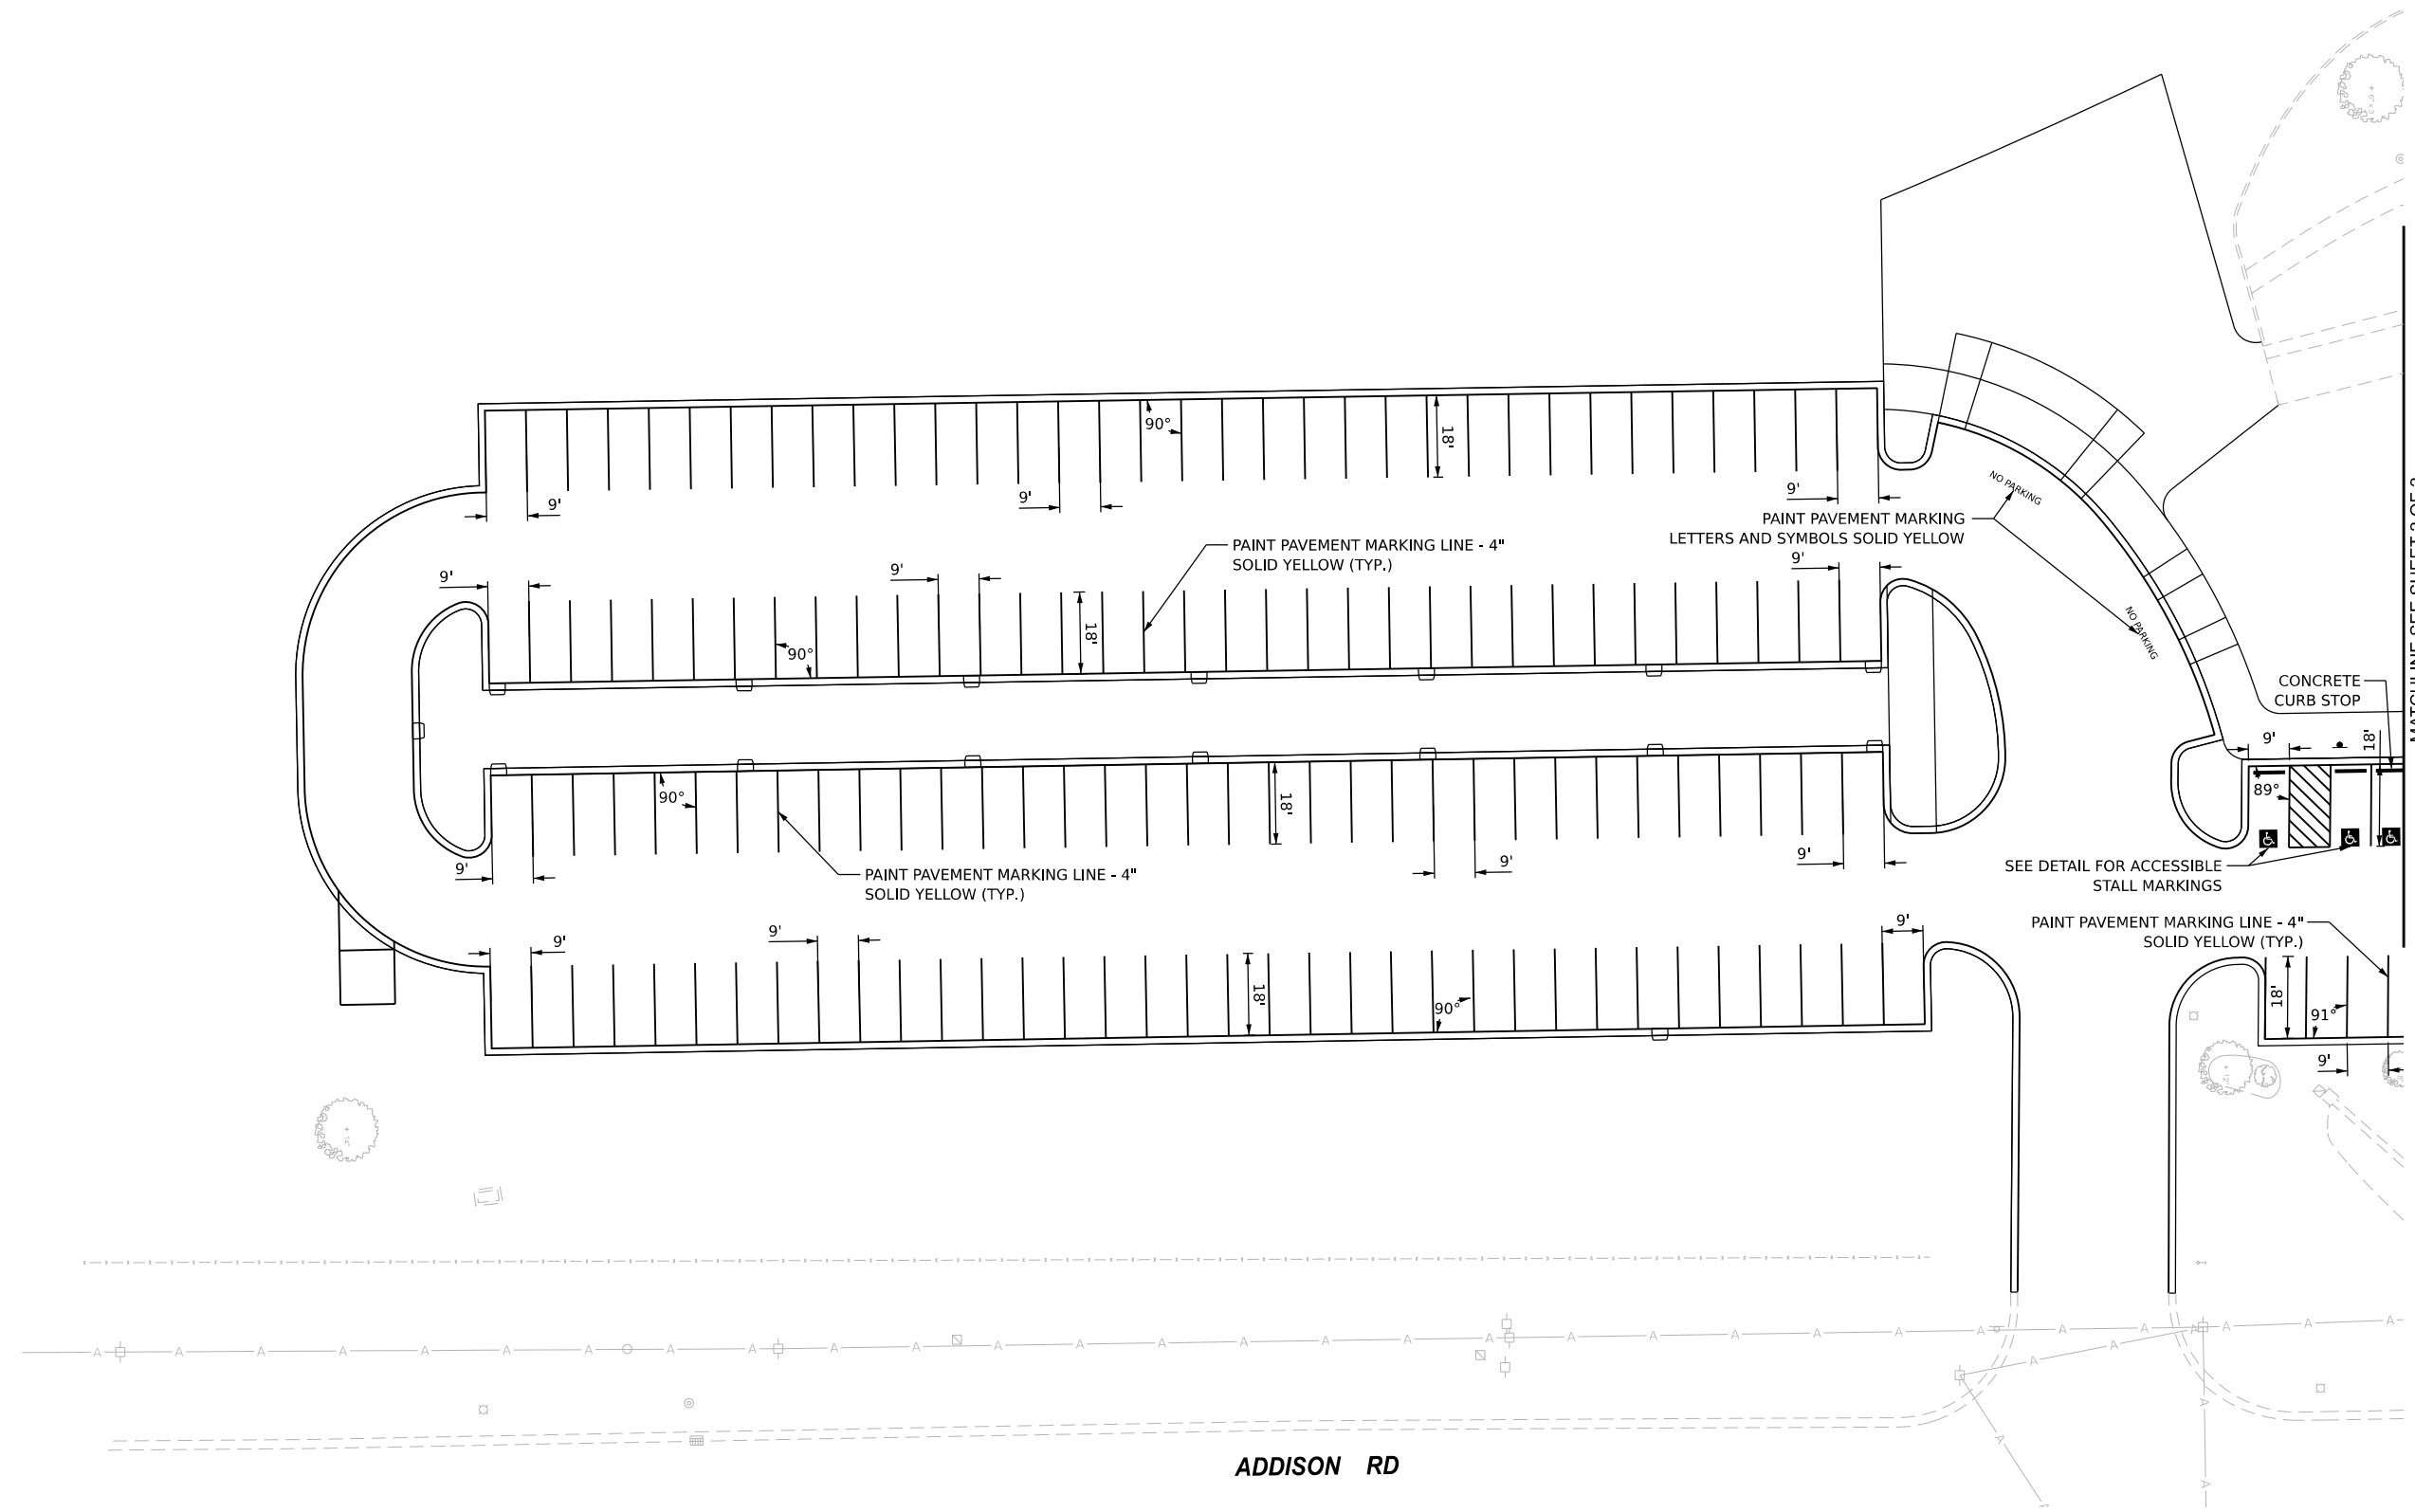 90°
18'
9'
9'
9'
NO PARKING
PAINT PAVEMENT MARKING
LETTERS AND SYMBOLS SOLID YELLOW
PAINT PAVEMENT MARKING LINE - 4"
SOLID YELLOW (TYP.)
9'
9'
9'
18'
90°
NO PARKING
CONCRETE
CURB STOP
9'
18'
89°
90°
18'
9'
PAINT PAVEMENT MARKING LINE - 4"
SOLID YELLOW (TYP.)
9'
9'
SEE DETAIL FOR ACCESSIBLE
STALL MARKINGS
PAINT PAVEMENT MARKING LINE - 4"
SOLID YELLOW (TYP.)
9'
9'
9'
18'
90°
18'
91°
9'
A A A A A A A A A A A A A A A A A A A A A A A A A A A A A
A A
A
A
A
ADDISON RD